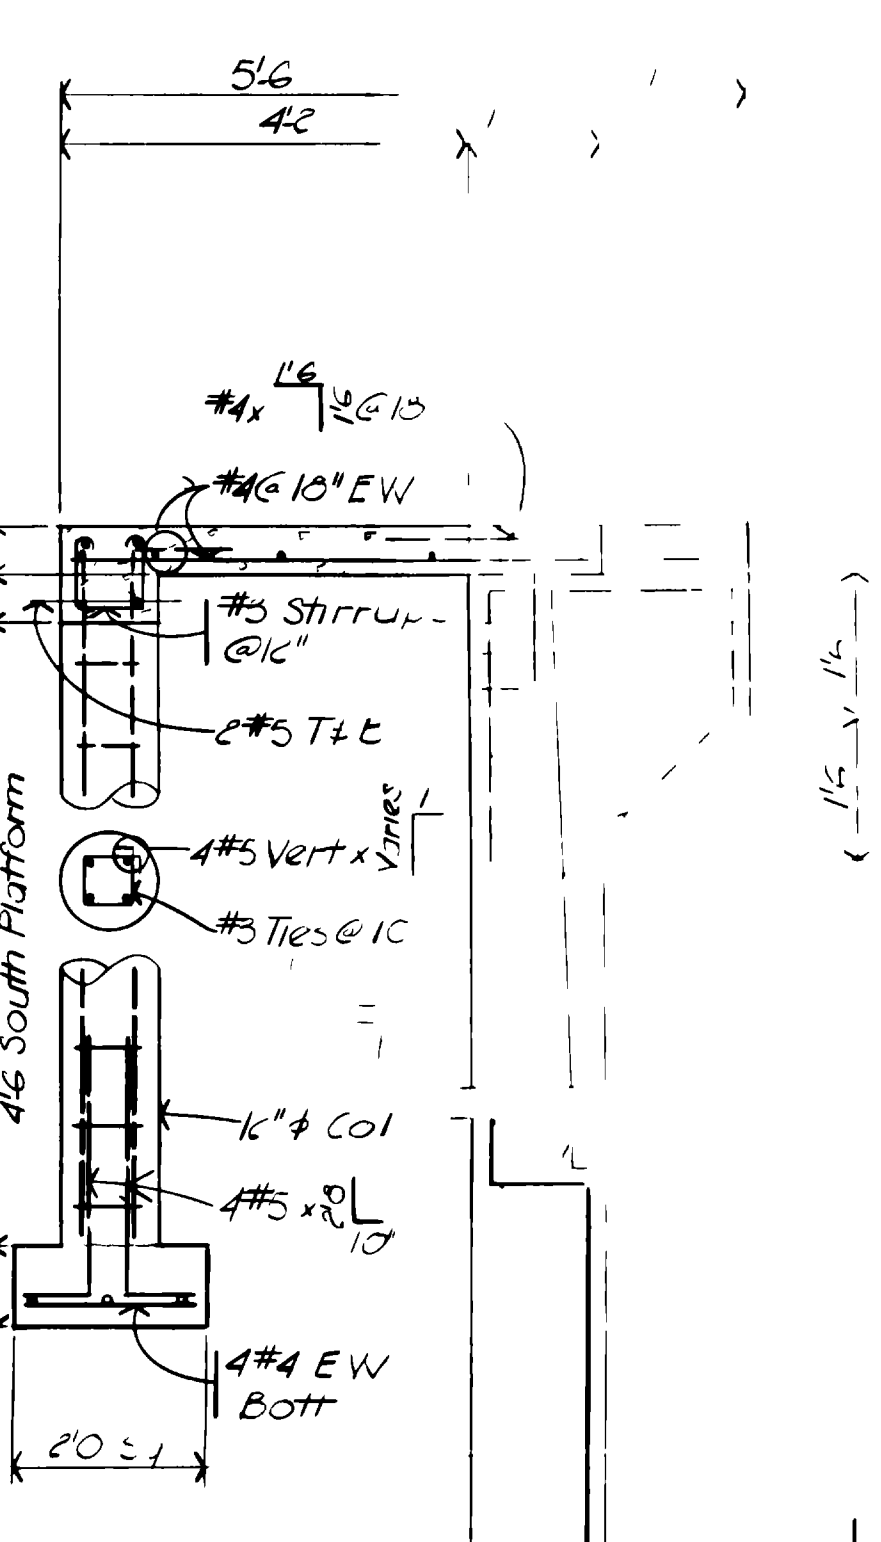 5'-6
4'-2
1'6
#4x 1'6 @ 18
#4@ 18" EW
#3 Stirrup
@12"
2#5 T&B
4#5 Vert x Varies 1
#3 Ties@
4'6 South Platform
12"ϕ Col
4#5 x 2'8
10"
4#4 EW
Bott
2'0